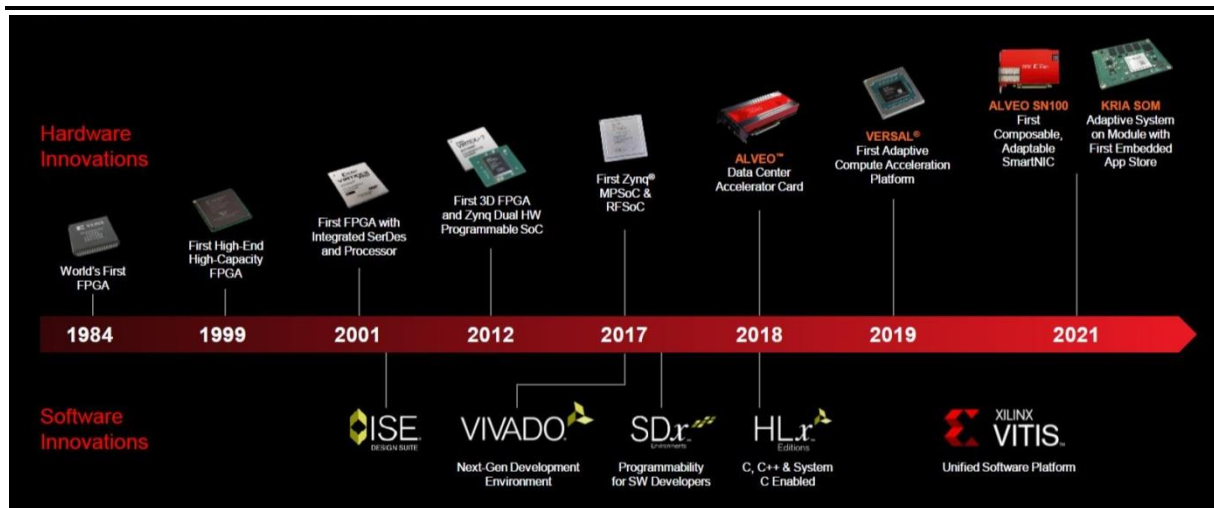 Hardware
Innovations
World's First
FPGA
First High-End
High-Capacity
FPGA
First FPGA with
Integrated SerDes
and Processor
First 3D FPGA
and Zynq Dual HW
Programmable SoC
First Zynq®
MPSoC &
RFSoC
ALVEO™
Data Center
Accelerator Card
VERSAL®
First Adaptive
Compute Acceleration
Platform
ALVEO SN100
First
Composable,
Adaptable
SmartNIC
KRIA SOM
Adaptive System
on Module with
First Embedded
App Store
1984
1999
2001
2012
2017
2018
2019
2021
Software
Innovations
ISE
DESIGN SUITE
VIVADO
Next-Gen Development
Environment
SDx
Environments
Programmability
for SW Developers
HLx
Editions
C, C++ & System
C Enabled
XILINX
VITIS
Unified Software Platform